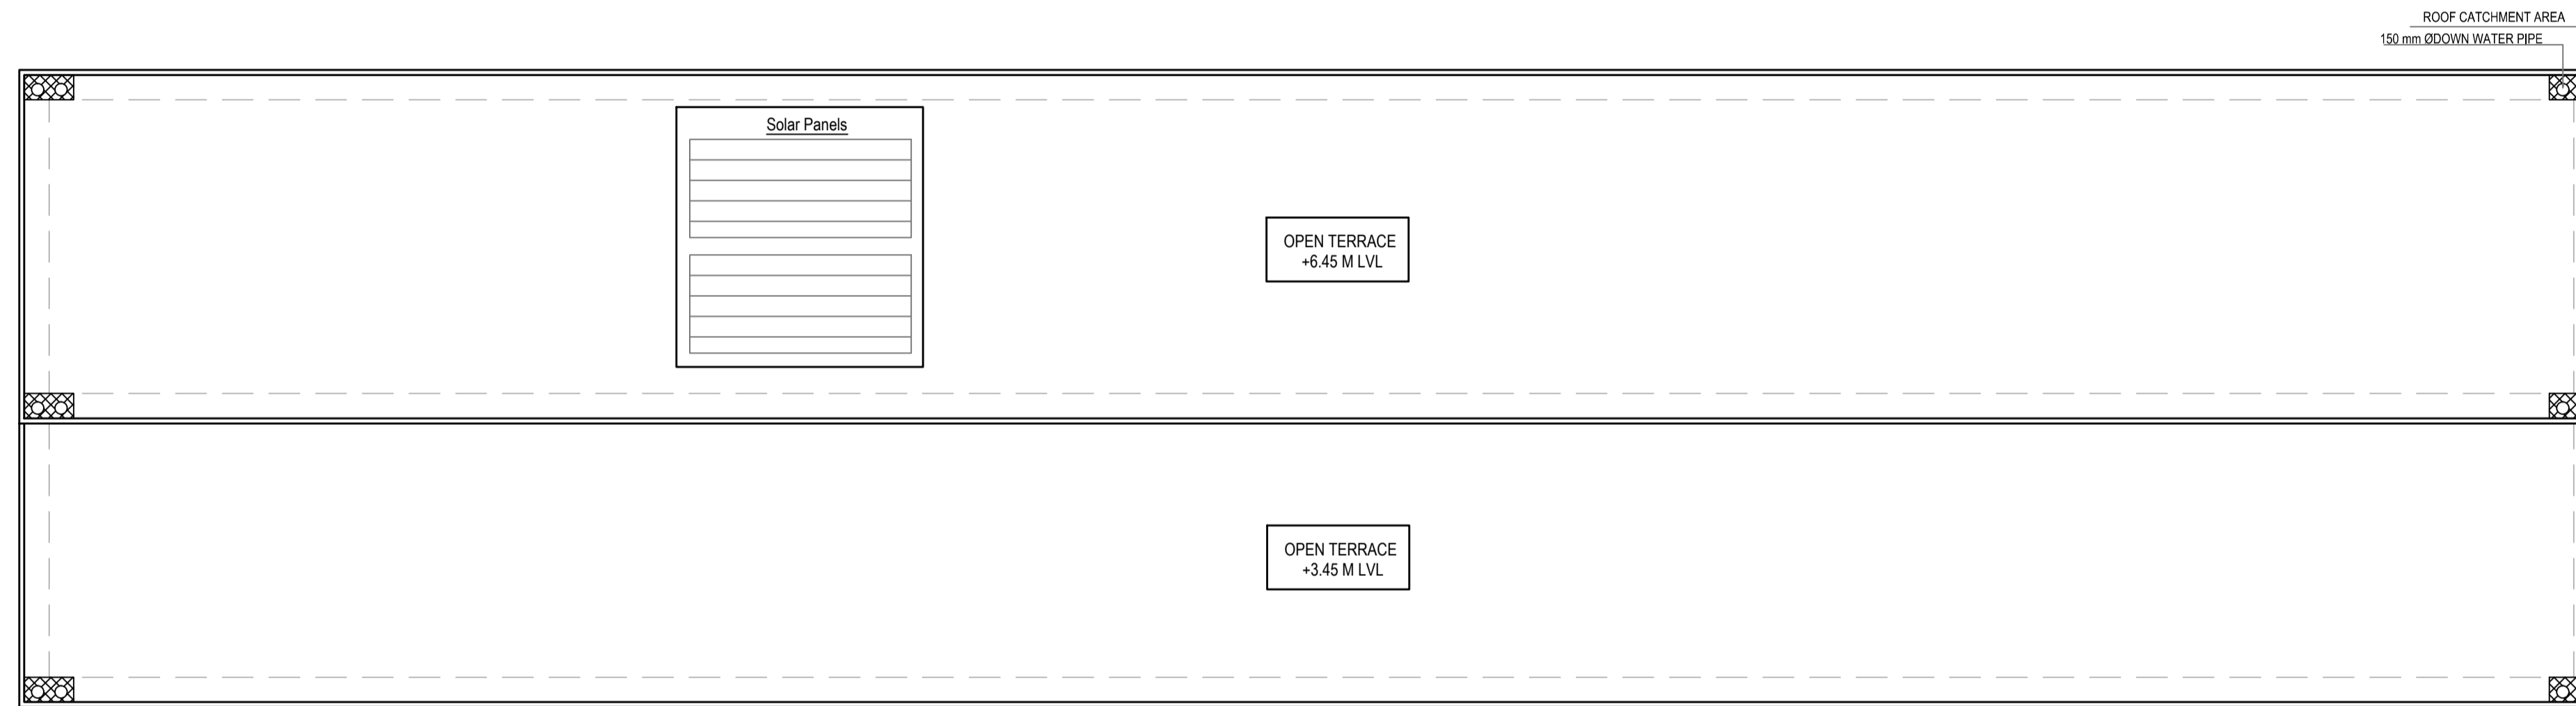 ROOF CATCHMENT AREA
150 mm ØDOWN WATER PIPE
Solar Panels
OPEN TERRACE
+6.45 M LVL
OPEN TERRACE
+3.45 M LVL